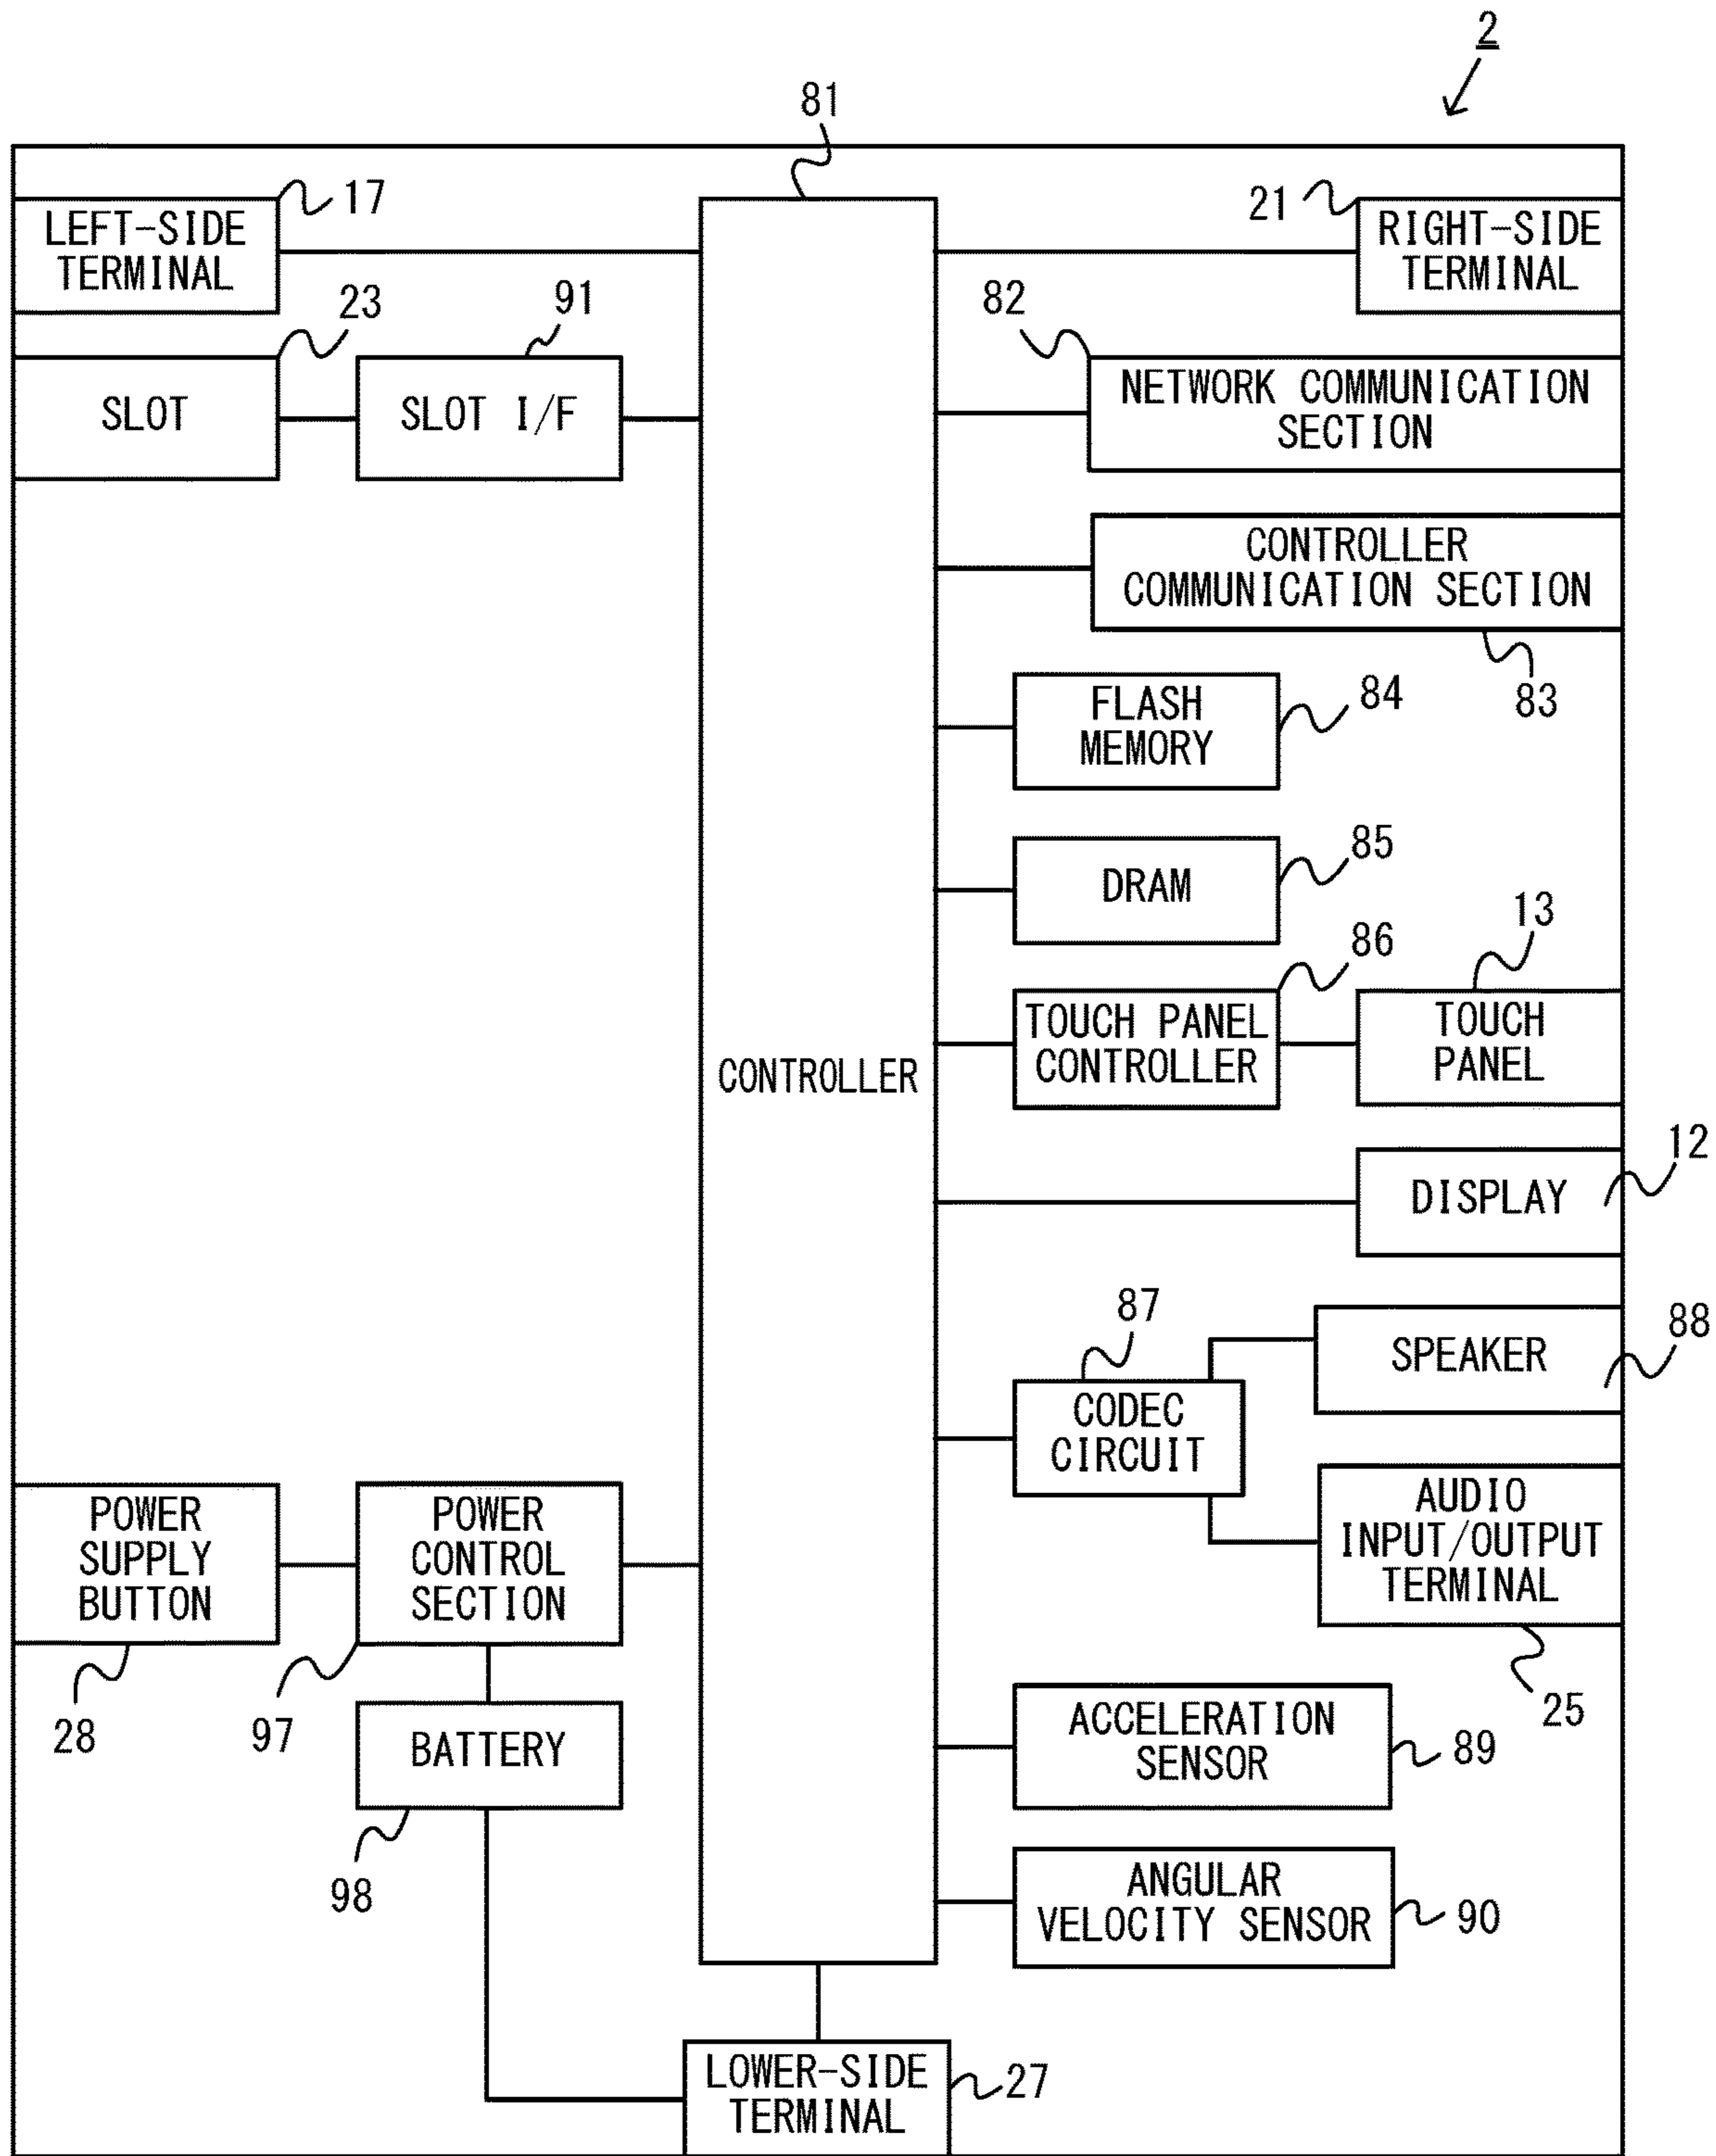 2
81
17
LEFT-SIDE
TERMINAL
21
RIGHT-SIDE
TERMINAL
23
SLOT
91
SLOT I/F
82
NETWORK COMMUNICATION
SECTION
CONTROLLER
COMMUNICATION SECTION
83
FLASH
MEMORY
84
DRAM
85
CONTROLLER
86
TOUCH PANEL
CONTROLLER
13
TOUCH
PANEL
DISPLAY
12
87
CODEC
CIRCUIT
SPEAKER
88
AUDIO
INPUT/OUTPUT
TERMINAL
25
POWER
SUPPLY
BUTTON
28
POWER
CONTROL
SECTION
97
BATTERY
98
ACCELERATION
SENSOR
89
ANGULAR
VELOCITY SENSOR
90
LOWER-SIDE
TERMINAL
27